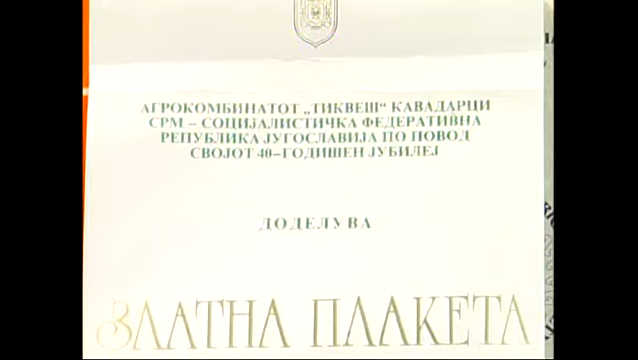 АГРОКОМБИНАТОТ „ТИКВЕШ“ КАВАДАРЦИ
СРМ – СОЦИЈАЛИСТИЧКА ФЕДЕРАТИВНА
РЕПУБЛИКА ЈУГОСЛАВИЈА ПО ПОВОД
СВОЈОТ 40-ГОДИШЕН ЈУБИЛЕЈ
ДОДЕЛУВА
ЗЛАТНА ПЛАКЕТА